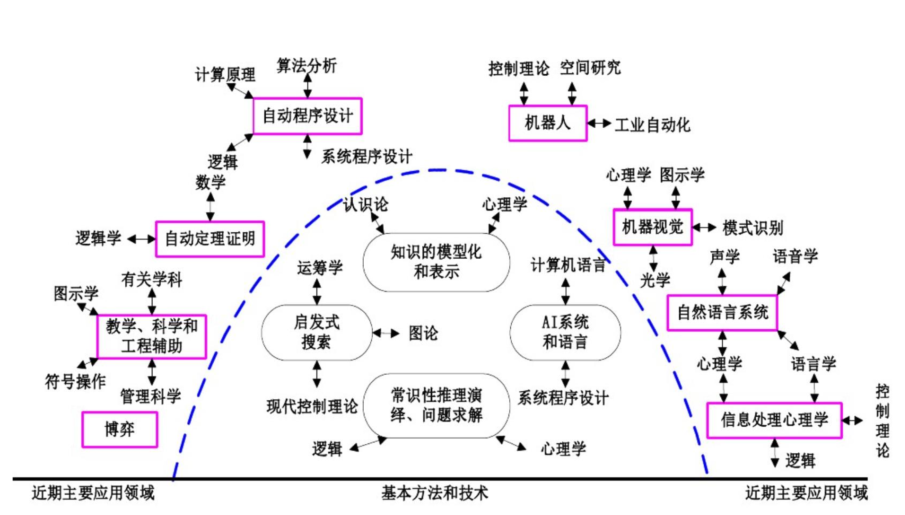 算法分析
计算原理
自动程序设计
逻辑
系统程序设计
控制理论
空间研究
机器人
工业自动化
数学
逻辑学
自动定理证明
心理学
图示学
机器视觉
模式识别
光学
认识论
心理学
知识的模型化
和表示
有关学科
图示学
教学、科学和
工程辅助
符号操作
管理科学
博弈
运筹学
启发式
搜索
图论
现代控制理论
计算机语言
AI系统
和语言
系统程序设计
常识性推理演
绎、问题求解
逻辑
心理学
声学
语音学
自然语言系统
心理学
语言学
信息处理心理学
控
制
理
论
逻辑
近期主要应用领域
基本方法和技术
近期主要应用领域